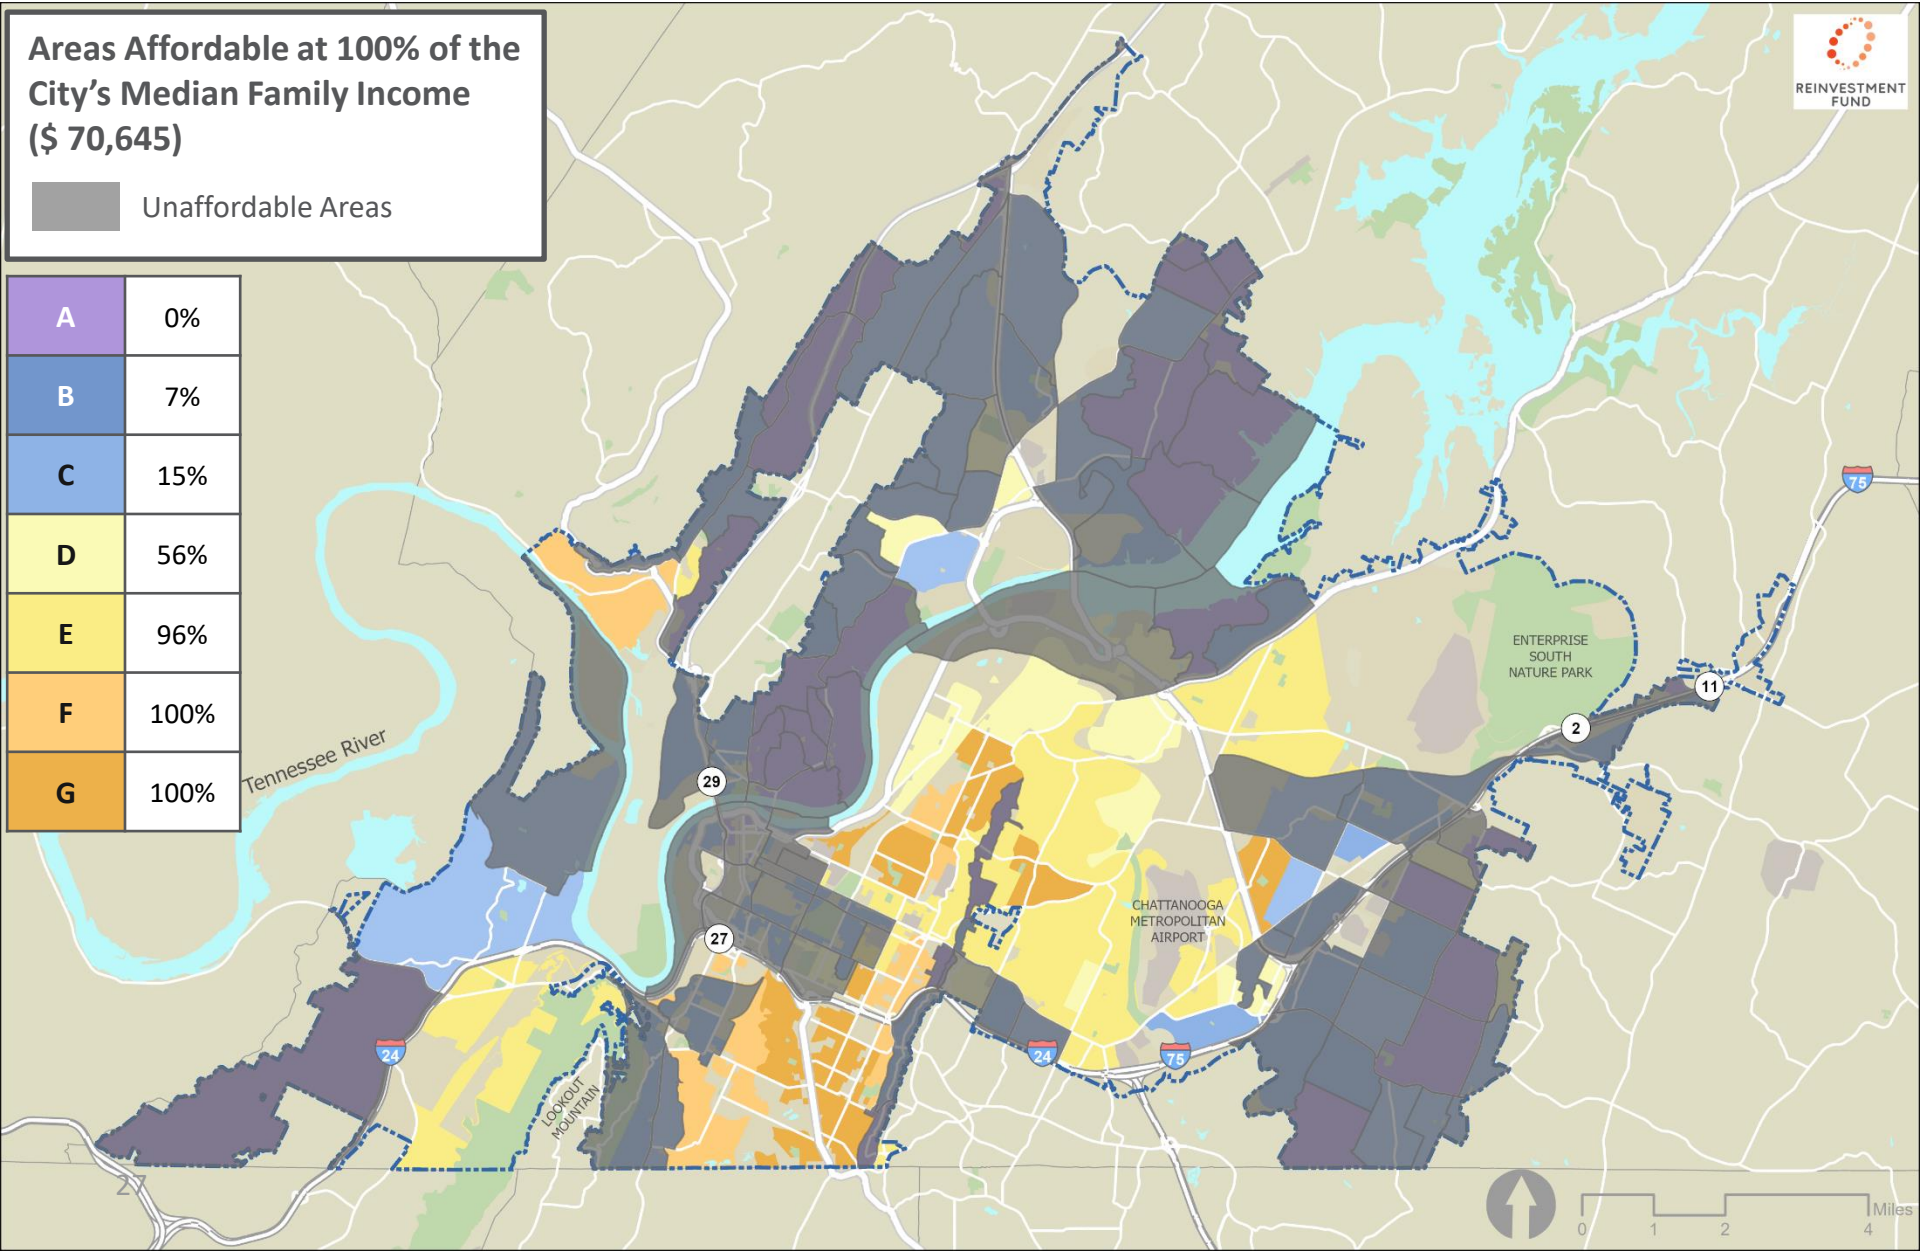 Areas Affordable at 100% of the
City's Median Family Income
($ 70,645)
Unaffordable Areas
REINVESTMENT
FUND
A 0%
B 7%
C 15%
D 56%
E 96%
F 100%
G 100%
Tennessee River
75
ENTERPRISE
SOUTH
NATURE PARK
11
2
29
CHATTANOOGA
METROPOLITAN
AIRPORT
27
24
24
75
LOOKOUT
MOUNTAIN
27
Miles
0 1 2 4